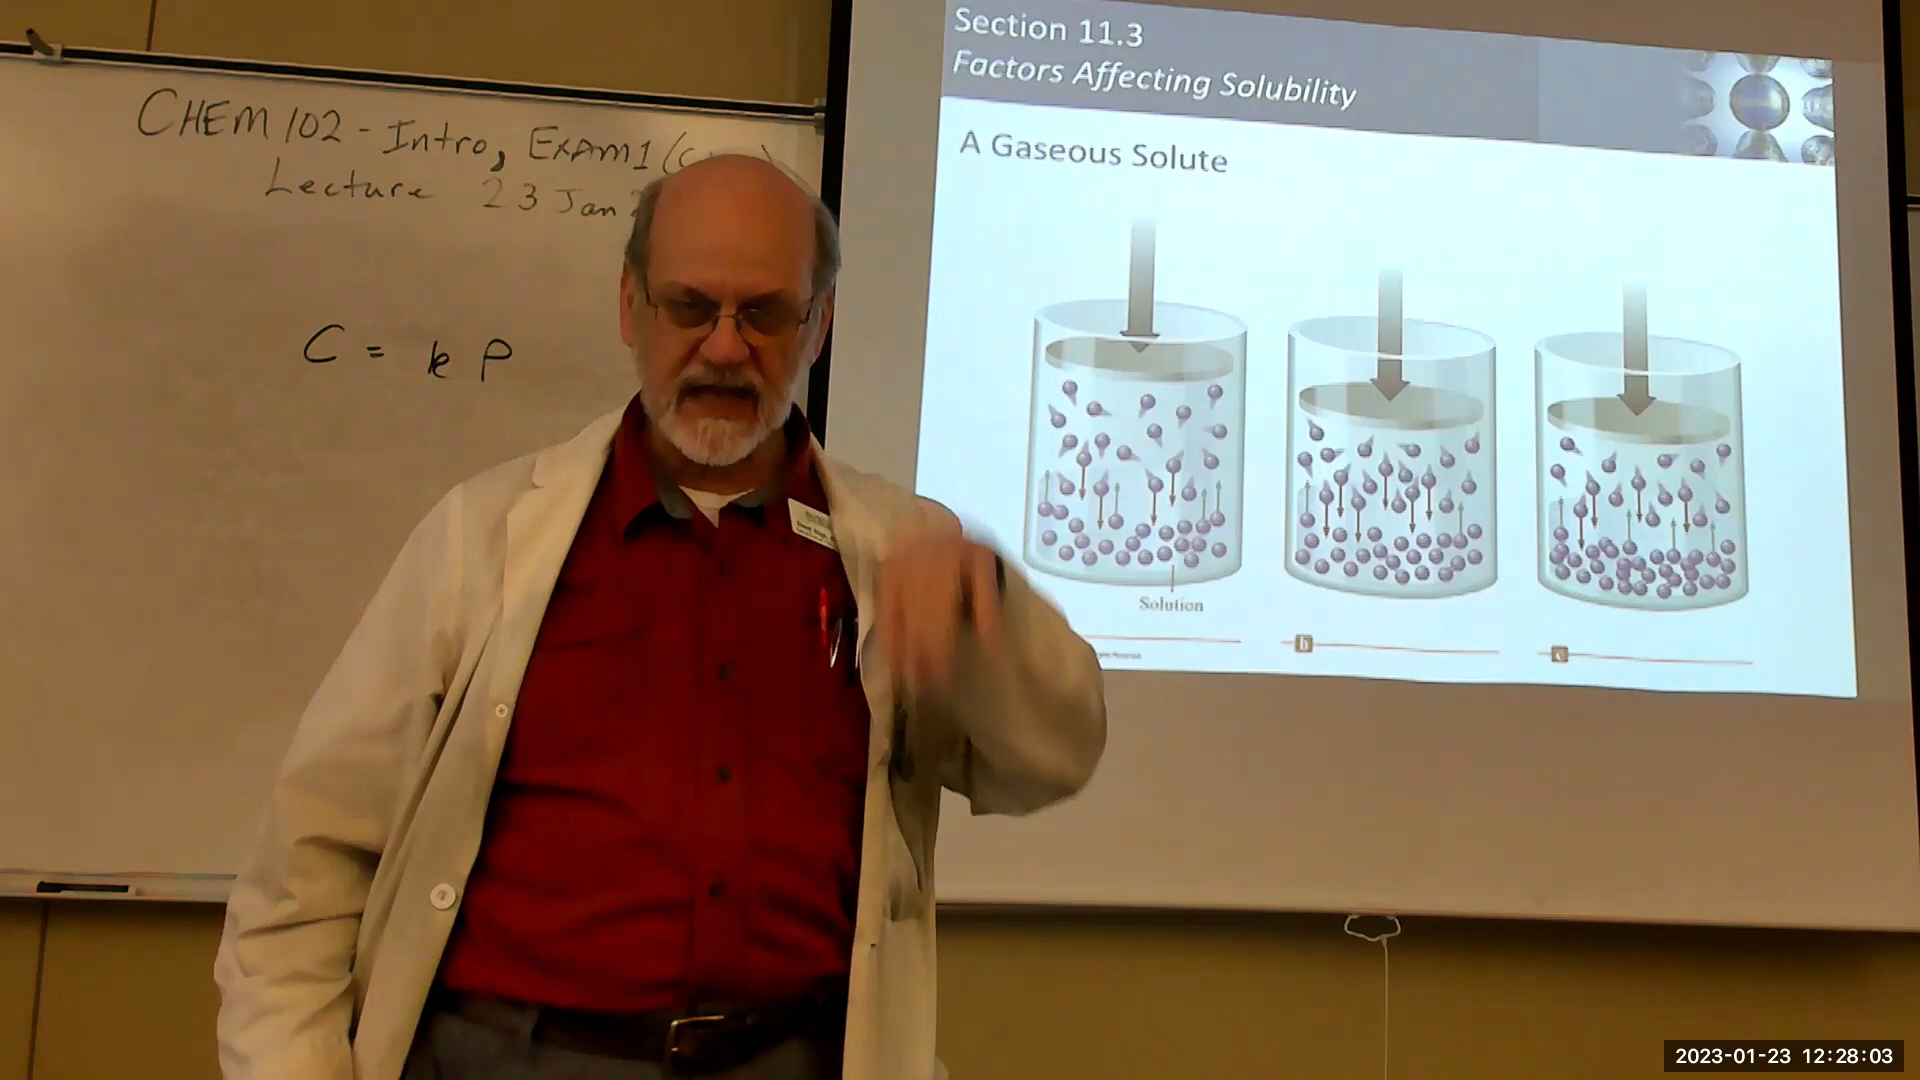 CHEM 102 - Intro, EXAM 1 (
Lecture 23 Jan
C = k P
Section 11.3
Factors Affecting Solubility
A Gaseous Solute
Solution
b
c
2023-01-23 12:28:03